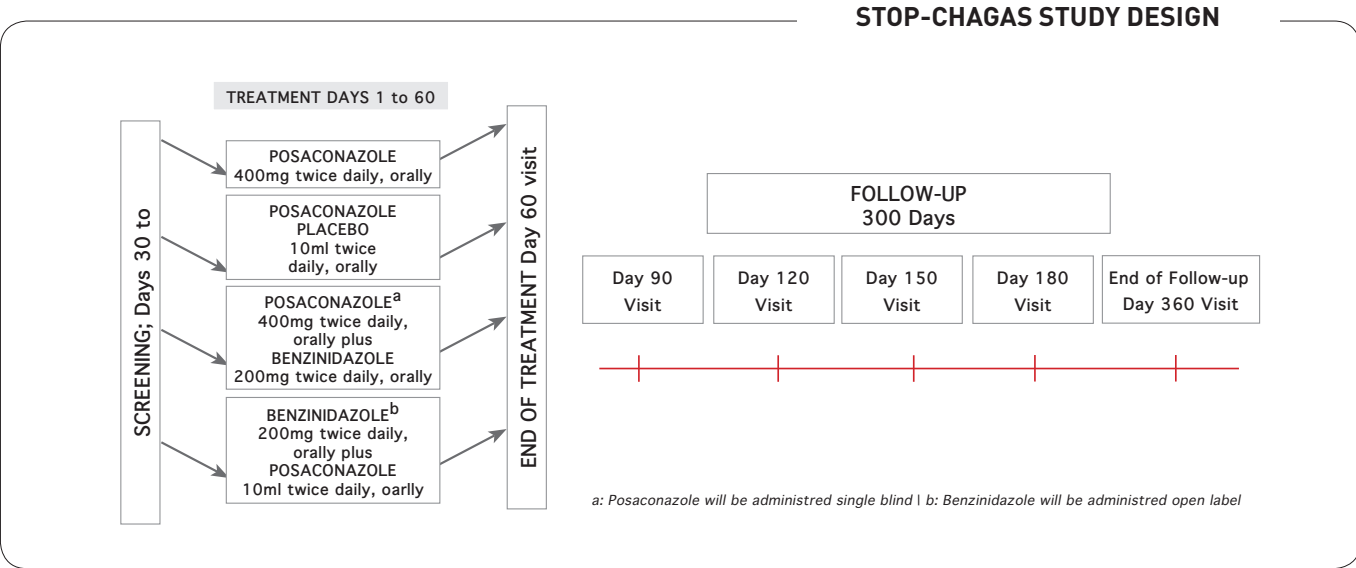 STOP-CHAGAS STUDY DESIGN
TREATMENT DAYS 1 to 60
SCREENING; Days 30 to
POSACONAZOLE
400mg twice daily, orally
POSACONAZOLE
PLACEBO
10ml twice
daily, orally
POSACONAZOLEa
400mg twice daily,
orally plus
BENZINIDAZOLE
200mg twice daily, orally
BENZINIDAZOLEb
200mg twice daily,
orally plus
POSACONAZOLE
10ml twice daily, oarlly
END OF TREATMENT Day 60 visit
FOLLOW-UP
300 Days
Day 90
Visit
Day 120
Visit
Day 150
Visit
Day 180
Visit
End of Follow-up
Day 360 Visit
a: Posaconazole will be administred single blind | b: Benzinidazole will be administred open label